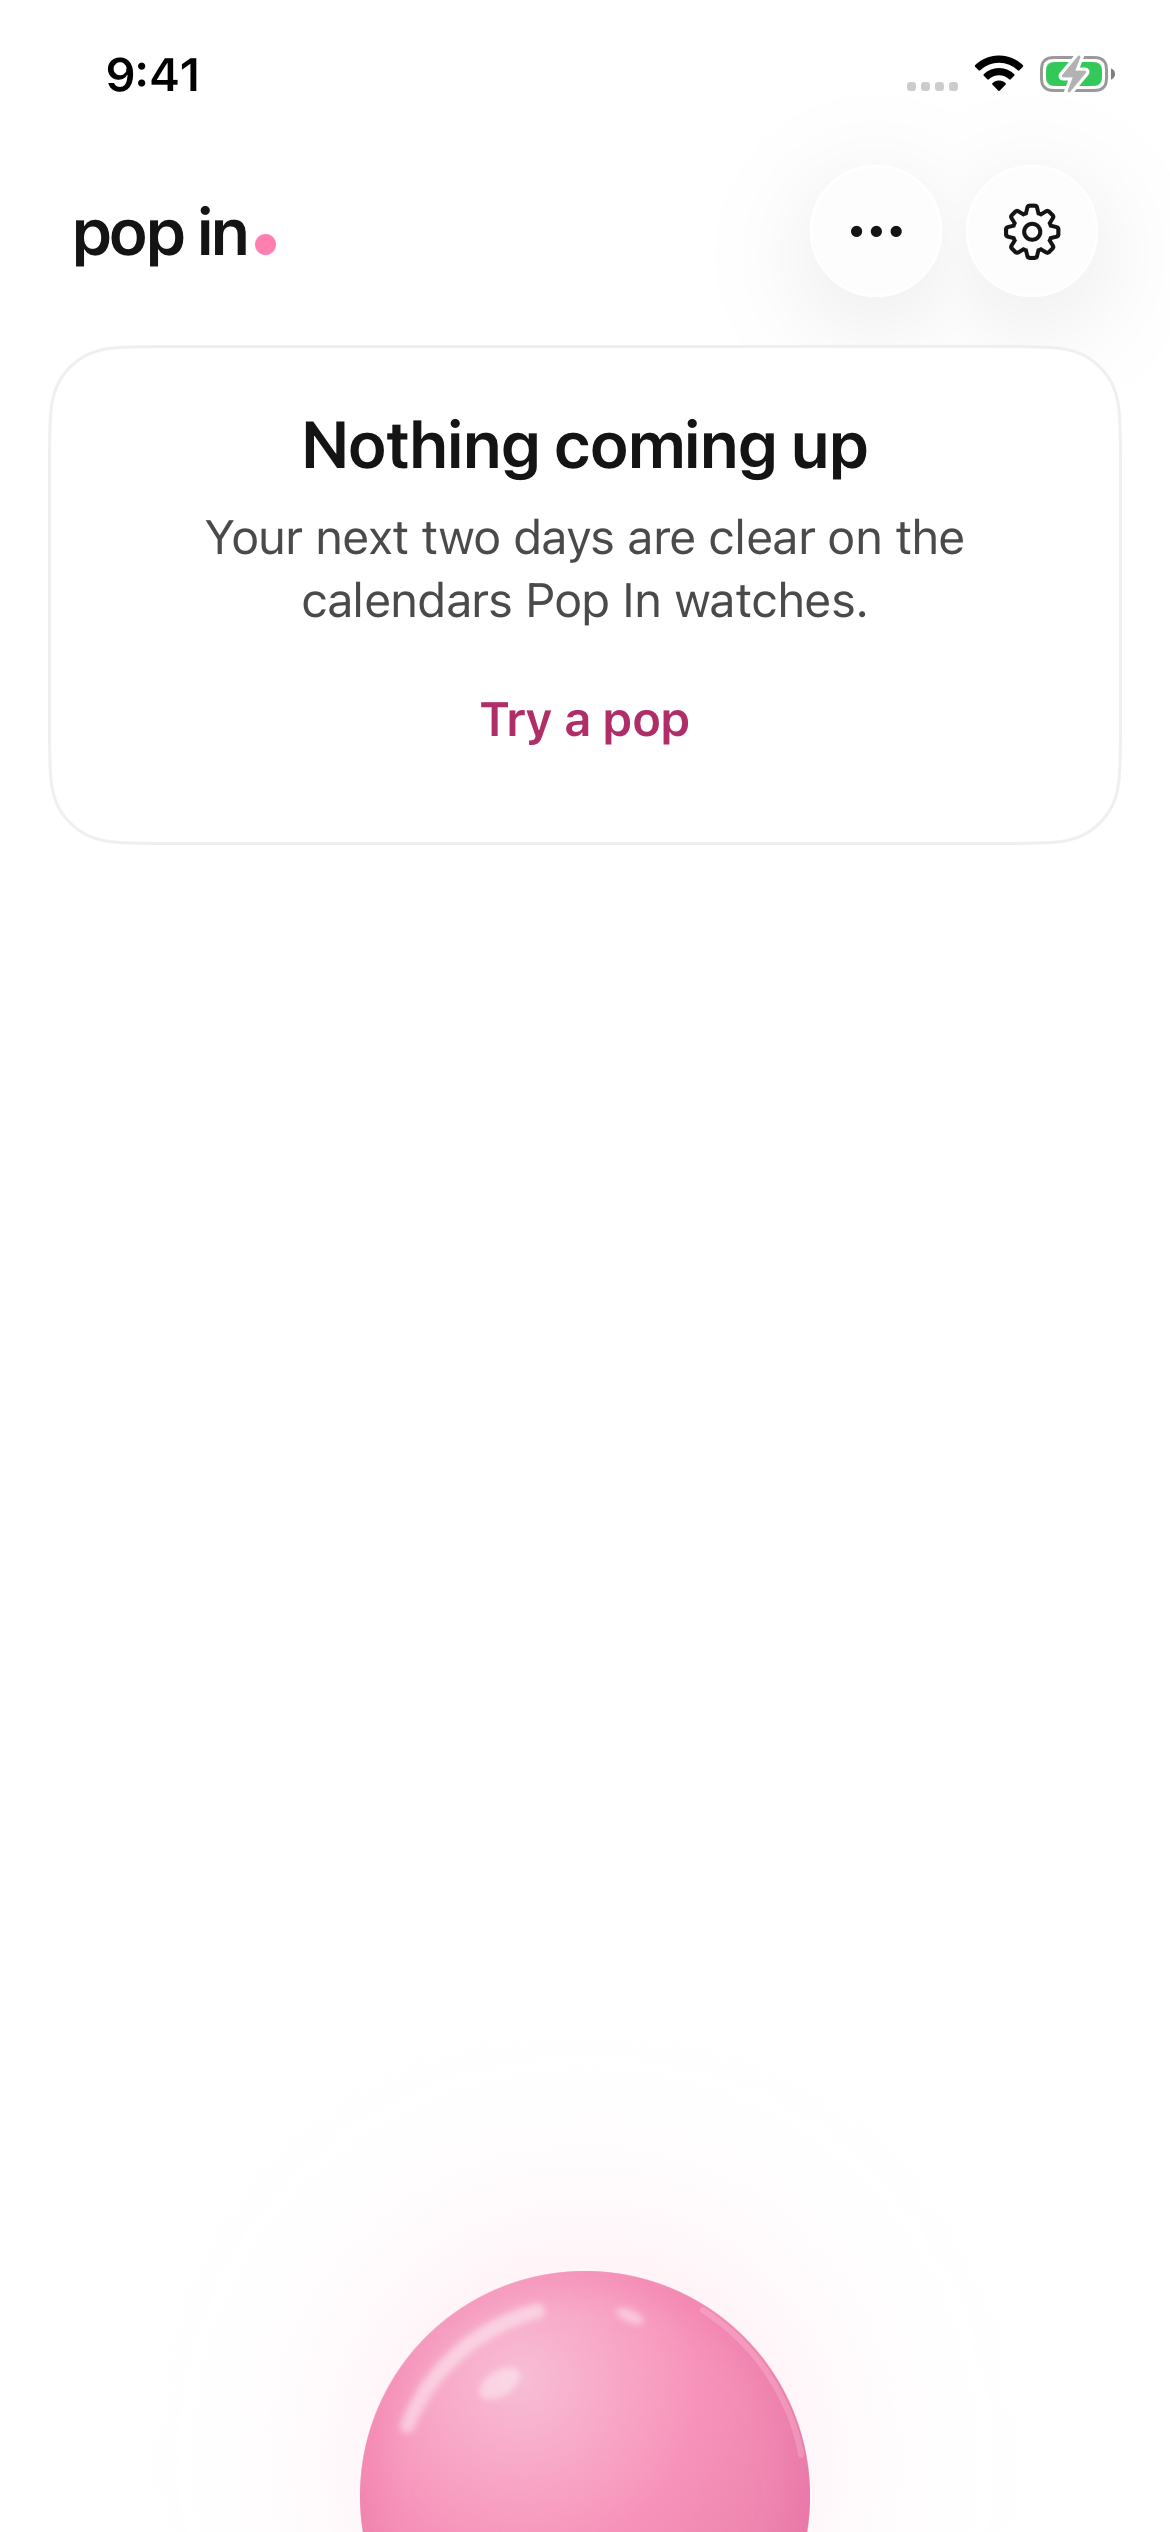 9:41
pop in
Nothing coming up
Your next two days are clear on the
calendars Pop In watches.
Try a pop